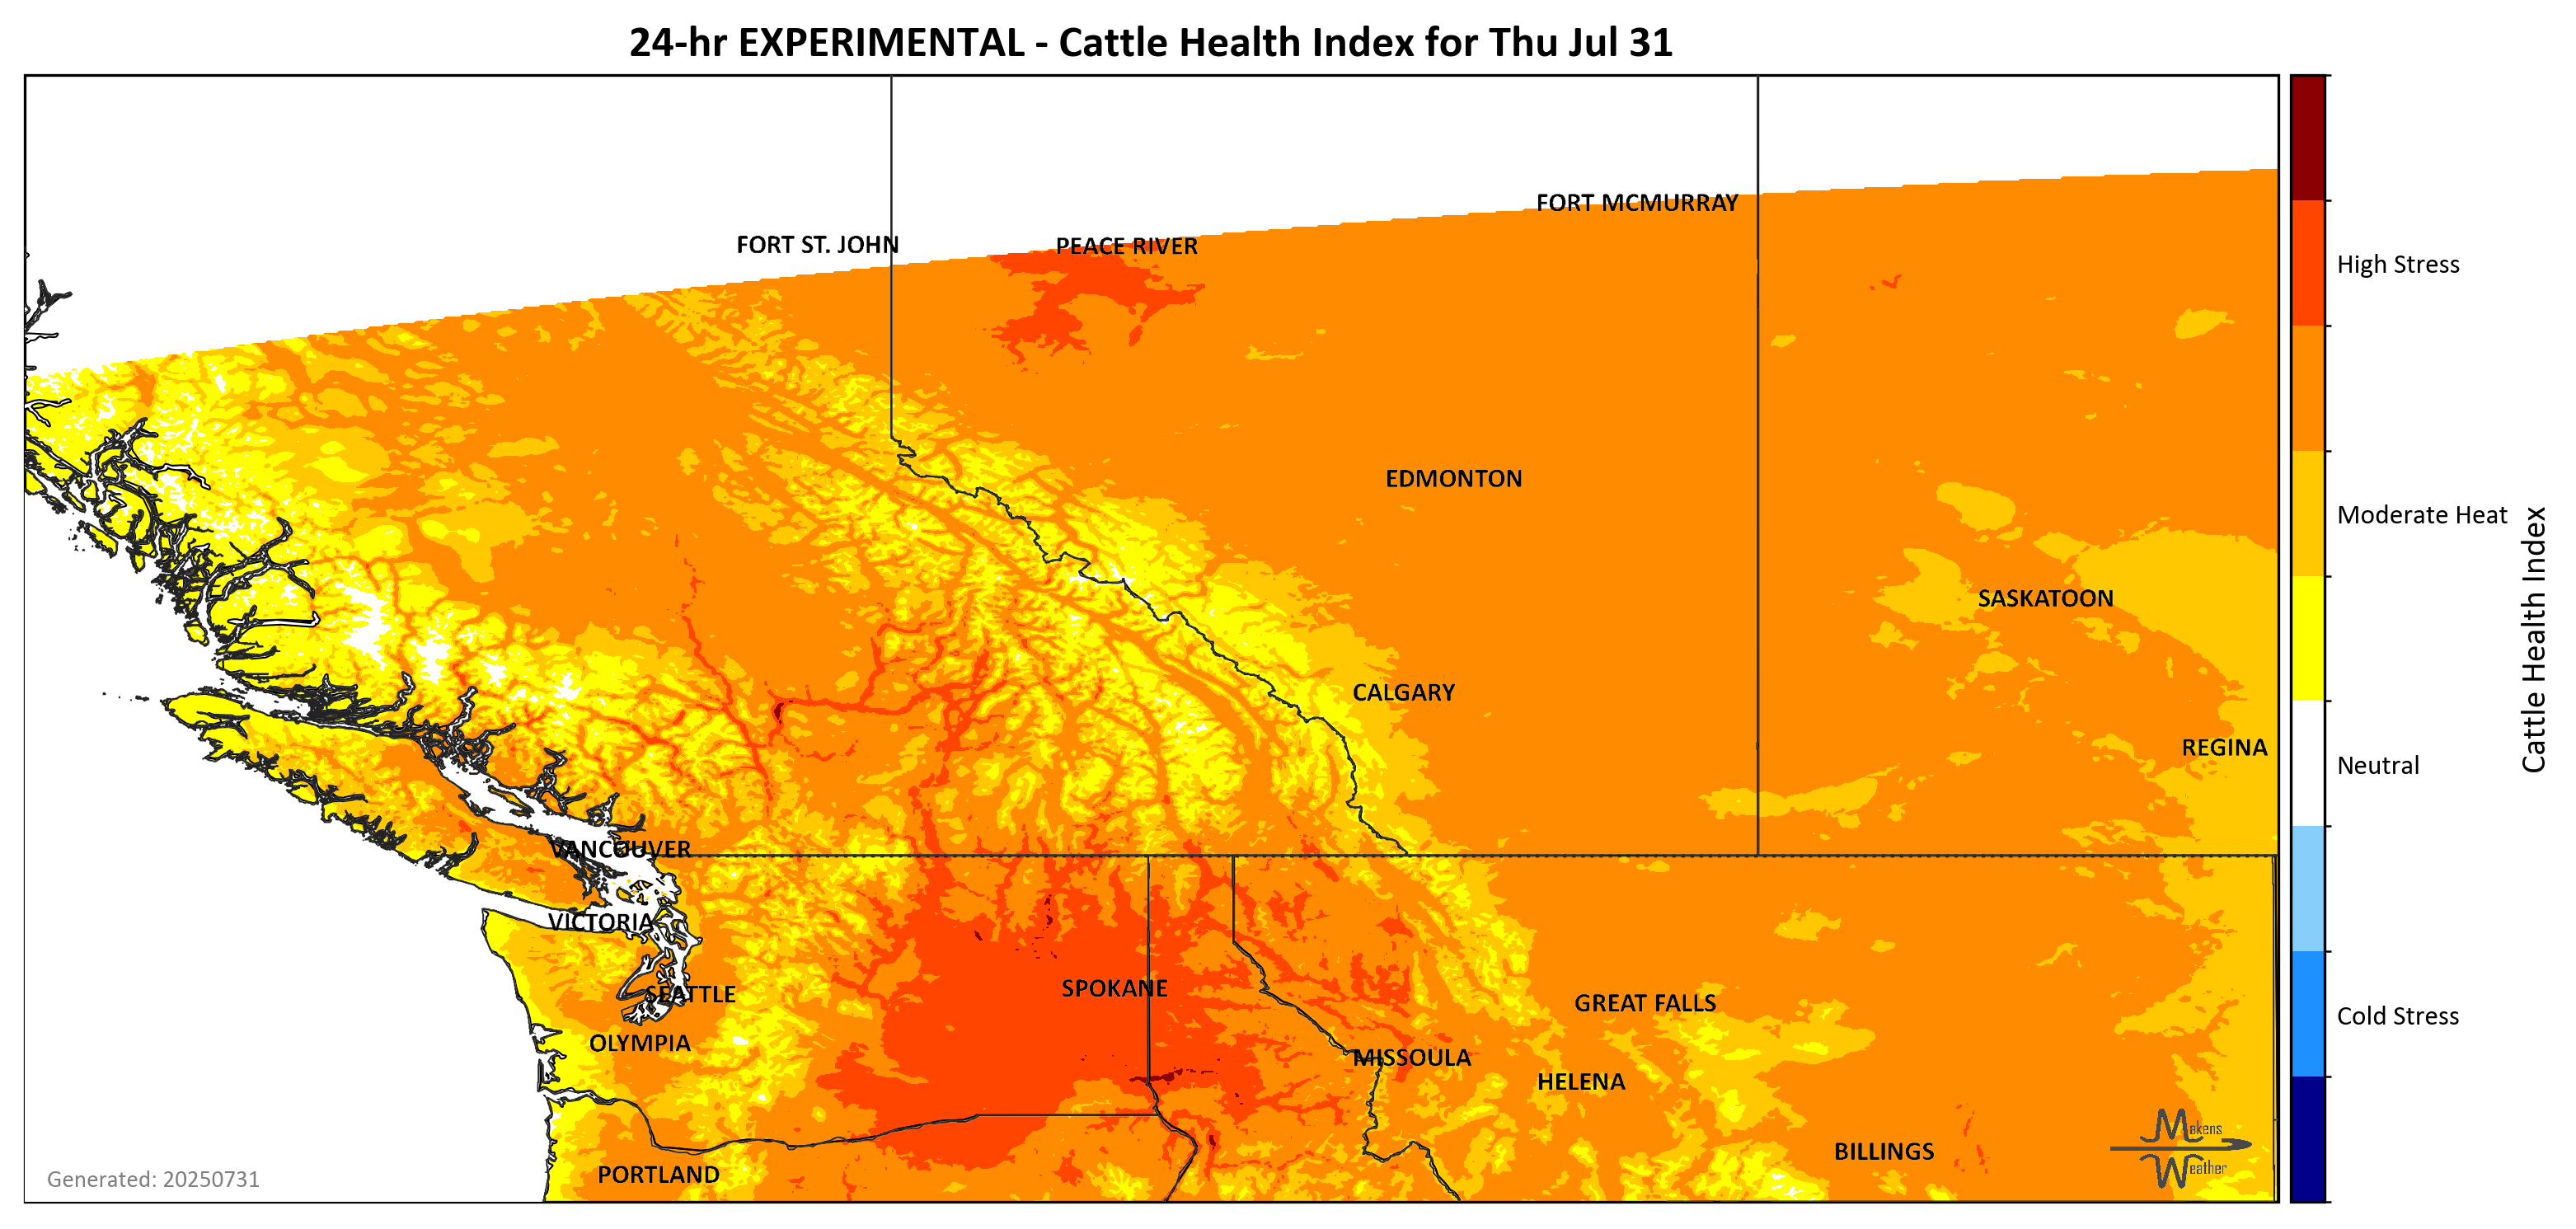 24-hr EXPERIMENTAL - Cattle Health Index for Thu Jul 31
FORT MCMURRAY
FORT ST. JOHN
PEACE RIVER
High Stress
EDMONTON
Moderate Heat
SASKATOON
Cattle Health Index
CALGARY
REGINA
Neutral
VANCOUVER
VICTORIA
SPOKANE
SEATTLE
GREAT FALLS
Cold Stress
OLYMPIA
MISSOULA
HELENA
Makens
BILLINGS
Weather
PORTLAND
Generated: 20250731